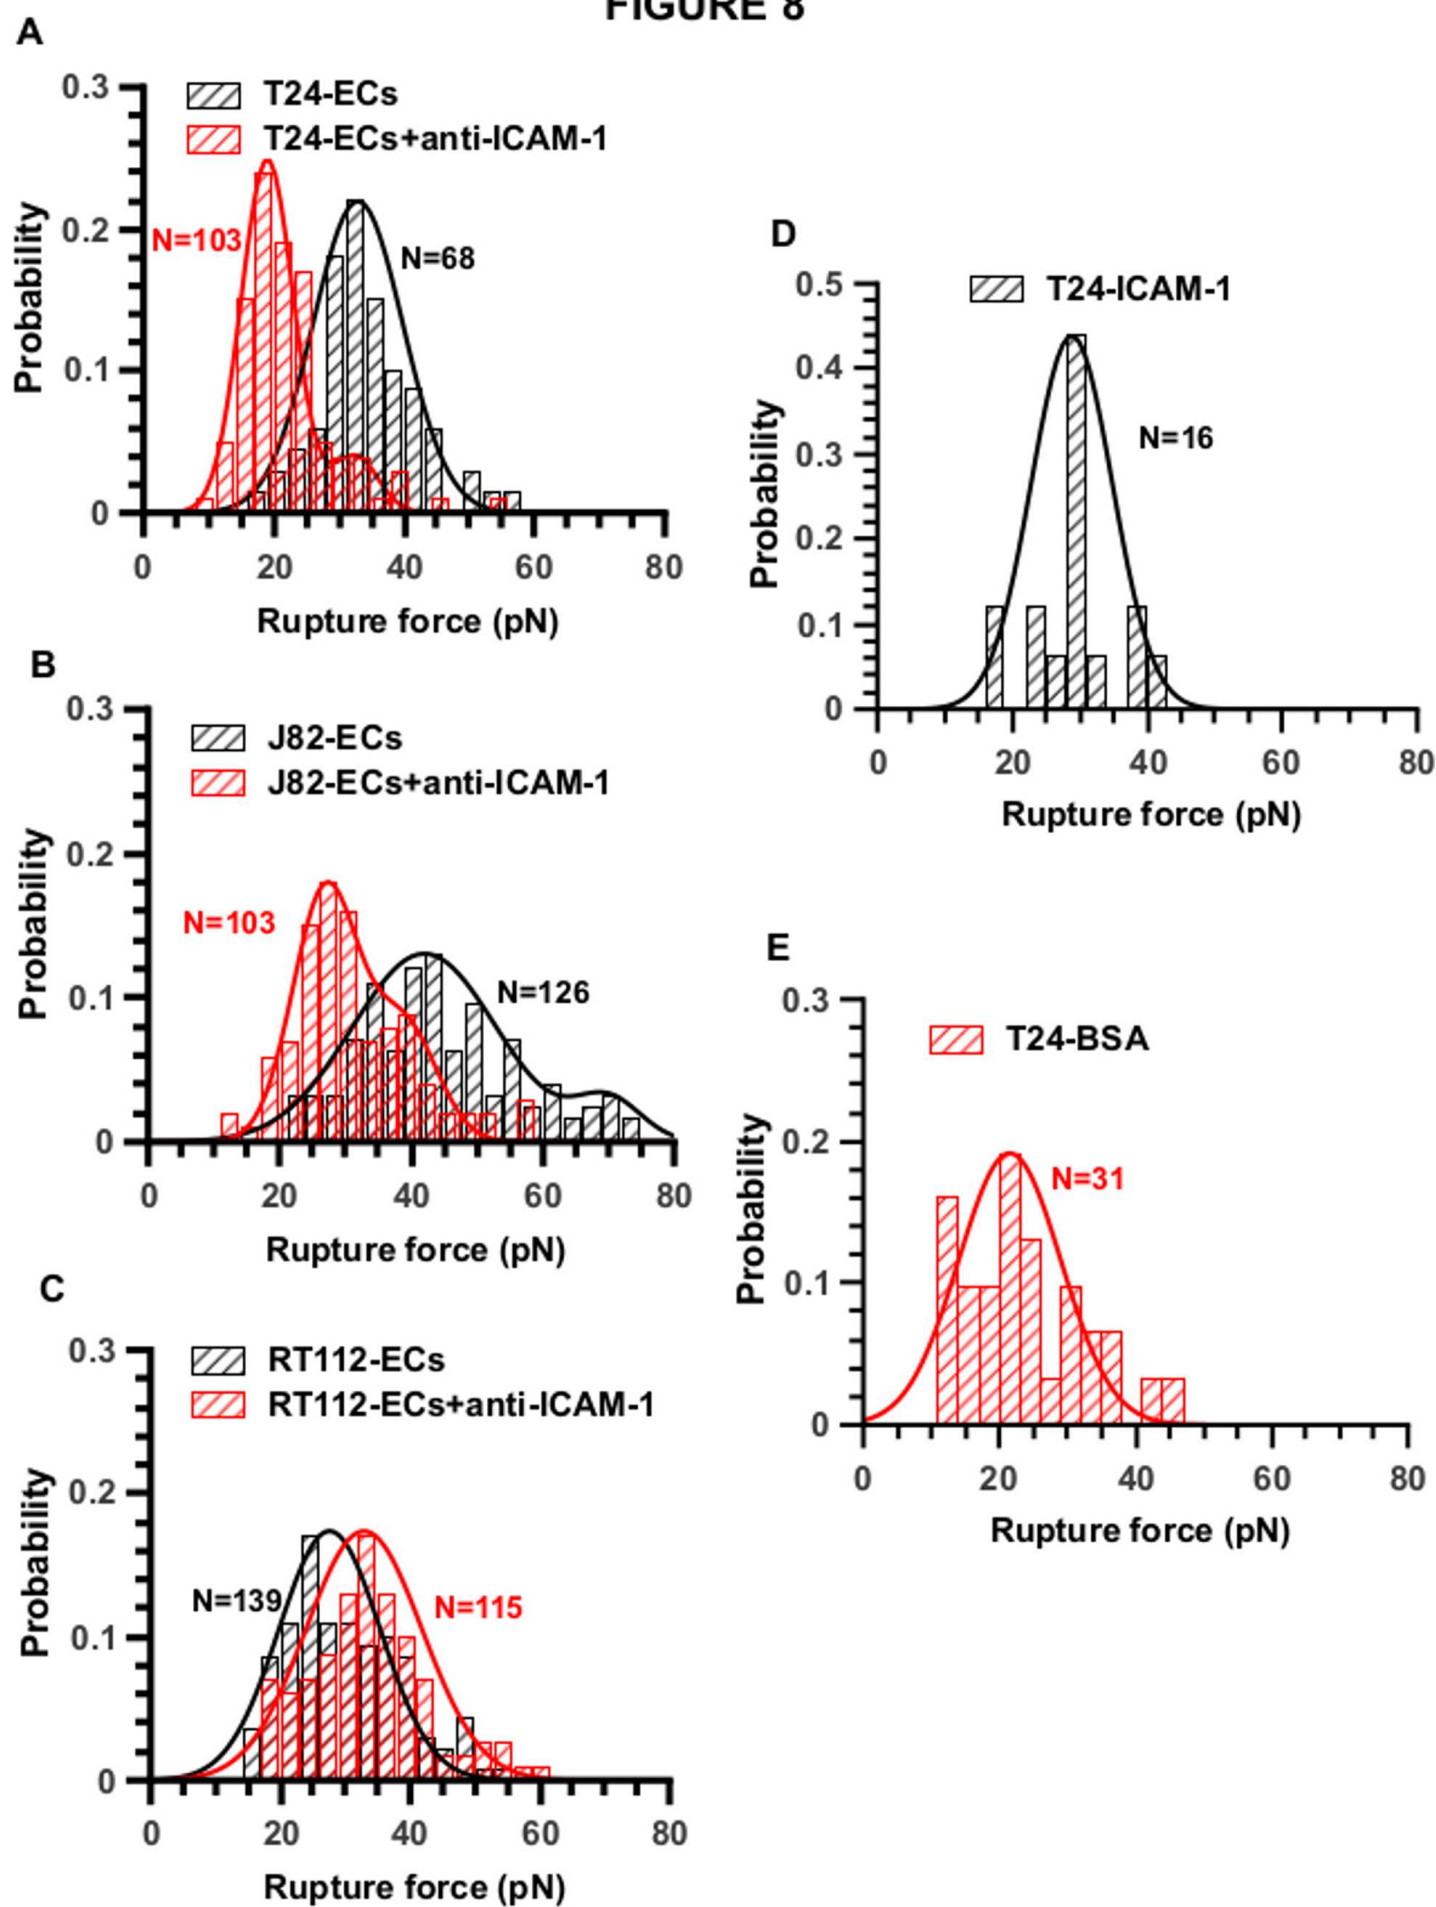 FIGURE 8
A
T24-ECs
T24-ECs+anti-ICAM-1
N=103
N=68
Probability
0.3
0.2
0.1
0
0 20 40 60 80
Rupture force (pN)
B
J82-ECs
J82-ECs+anti-ICAM-1
N=103
N=126
Probability
0.3
0.2
0.1
0
0 20 40 60 80
Rupture force (pN)
C
RT112-ECs
RT112-ECs+anti-ICAM-1
N=139
N=115
Probability
0.3
0.2
0.1
0
0 20 40 60 80
Rupture force (pN)
D
T24-ICAM-1
N=16
Probability
0.5
0.4
0.3
0.2
0.1
0
0 20 40 60 80
Rupture force (pN)
E
T24-BSA
N=31
Probability
0.3
0.2
0.1
0
0 20 40 60 80
Rupture force (pN)